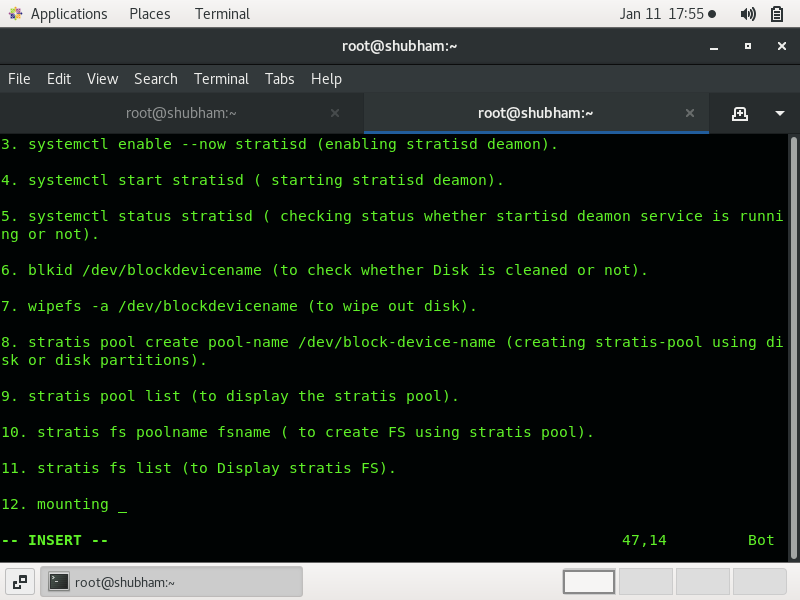 Applications Places Terminal Jan 11 17:55
root@shubham:~
File Edit View Search Terminal Tabs Help
root@shubham:~ root@shubham:~
3. systemctl enable --now stratisd (enabling stratisd deamon).
4. systemctl start stratisd ( starting stratisd deamon).
5. systemctl status stratisd ( checking status whether startisd deamon service is runni
ng or not).
6. blkid /dev/blockdevicename (to check whether Disk is cleaned or not).
7. wipefs -a /dev/blockdevicename (to wipe out disk).
8. stratis pool create pool-name /dev/block-device-name (creating stratis-pool using di
sk or disk partitions).
9. stratis pool list (to display the stratis pool).
10. stratis fs poolname fsname ( to create FS using stratis pool).
11. stratis fs list (to Display stratis FS).
12. mounting _
-- INSERT -- 47,14 Bot
root@shubham:~